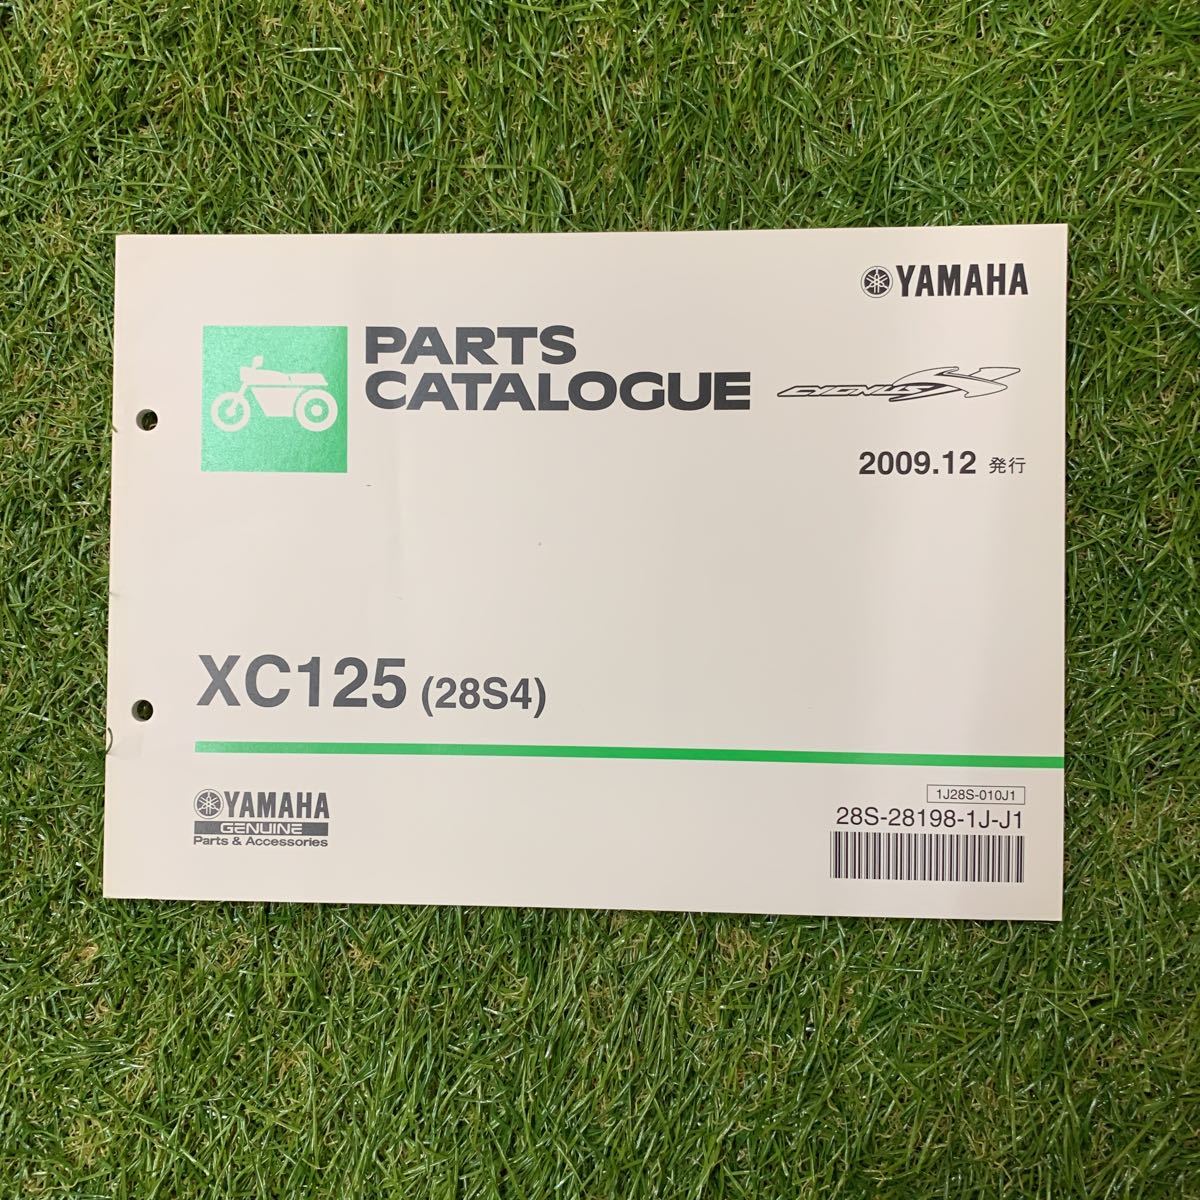 YAMAHA
PARTS
CATALOGUE
CYGNUS X
2009.12 発行
XC125 (28S4)
YAMAHA
GENUINE
Parts & Accessories
1J28S-010J1
28S-28198-1J-J1